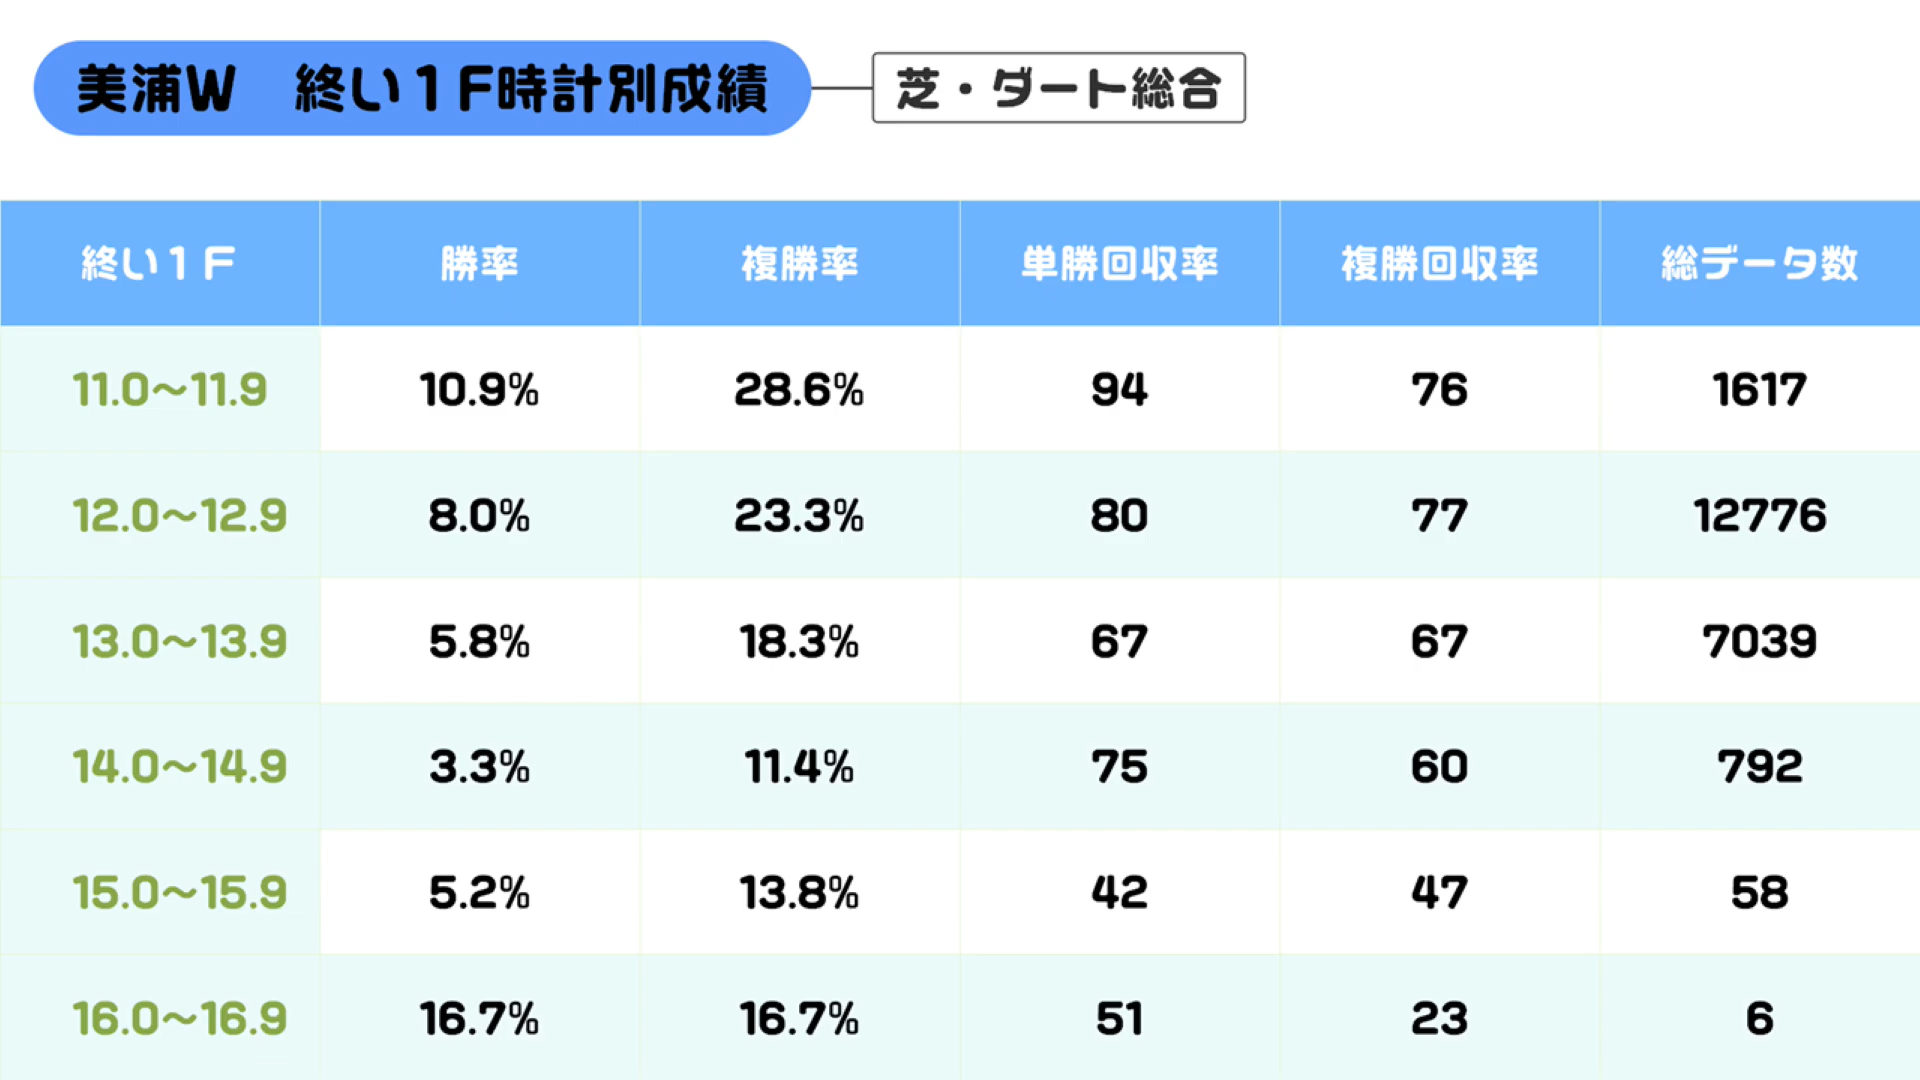 美浦W　終い１F時計別成績
芝・ダート総合
終い１F 勝率 複勝率 単勝回収率 複勝回収率 総データ数
11.0～11.9 10.9% 28.6% 94 76 1617
12.0～12.9 8.0% 23.3% 80 77 12776
13.0～13.9 5.8% 18.3% 67 67 7039
14.0～14.9 3.3% 11.4% 75 60 792
15.0～15.9 5.2% 13.8% 42 47 58
16.0～16.9 16.7% 16.7% 51 23 6